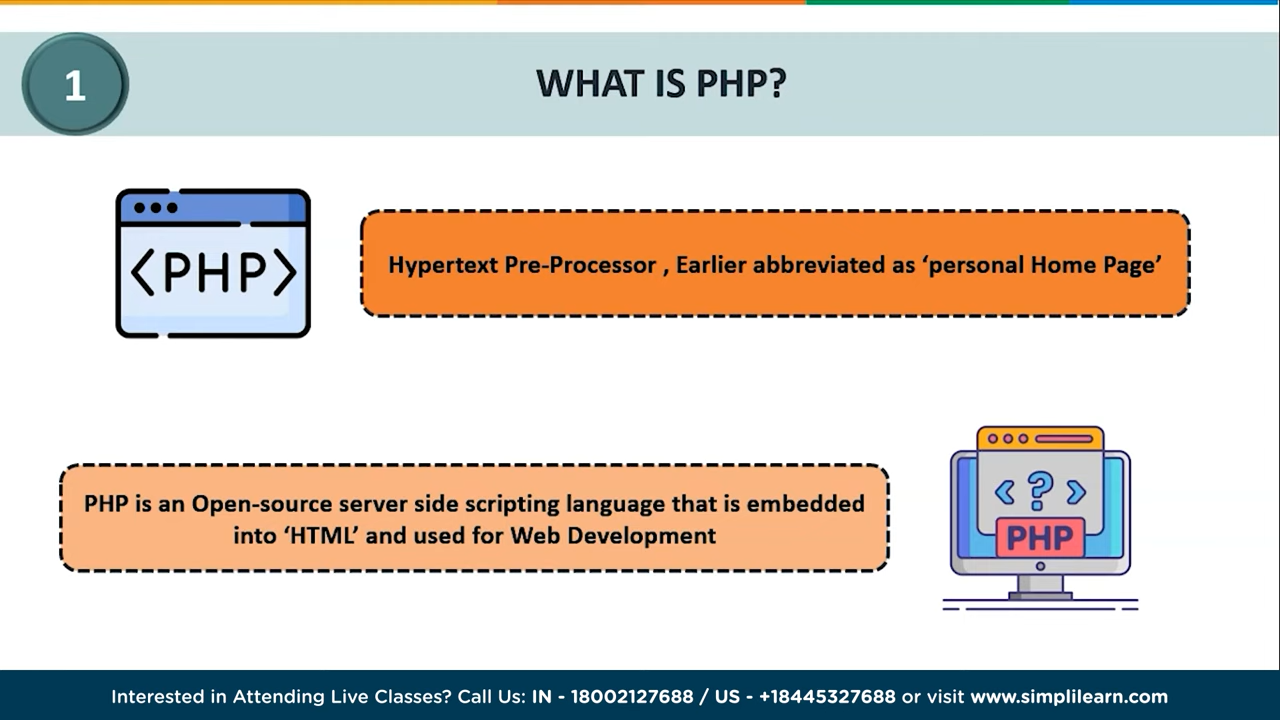 1
WHAT IS PHP?
<PHP>
Hypertext Pre-Processor , Earlier abbreviated as ‘personal Home Page’
PHP is an Open-source server side scripting language that is embedded
into ‘HTML’ and used for Web Development
<?>
PHP
Interested in Attending Live Classes? Call Us: IN - 18002127688 / US - +18445327688 or visit www.simplilearn.com